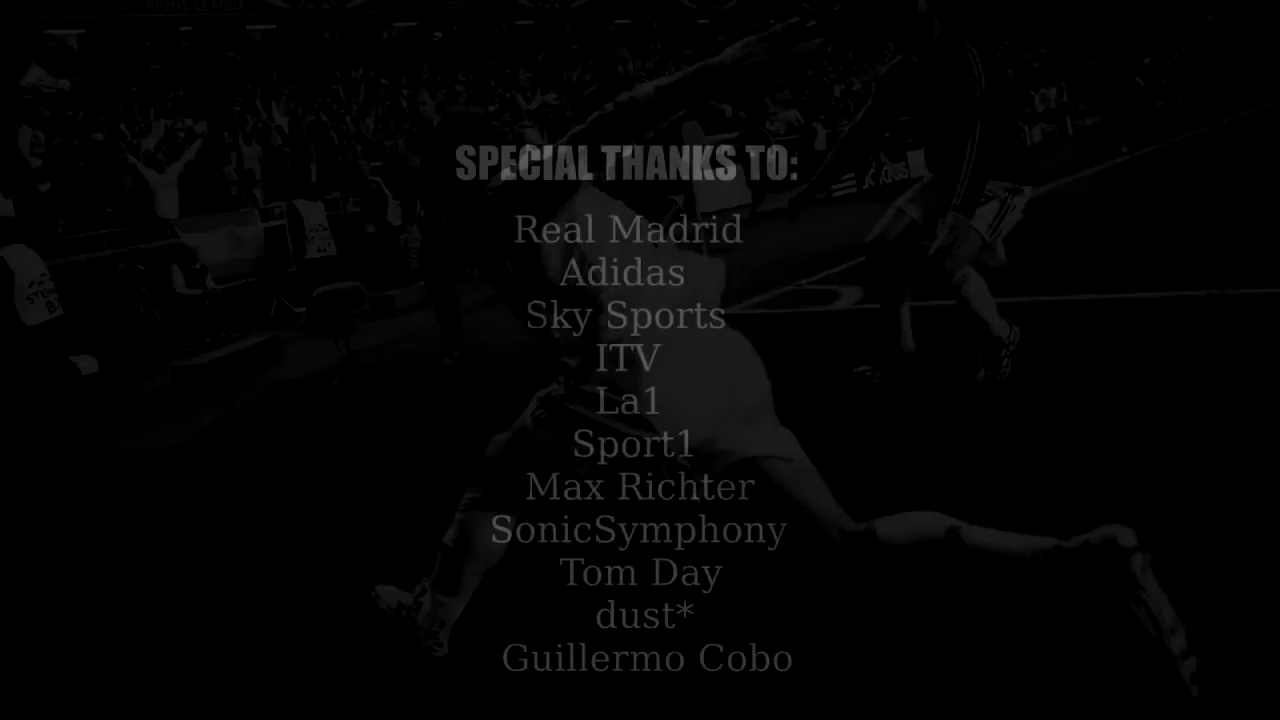 SPECIAL THANKS TO:
Real Madrid
Adidas
Sky Sports
ITV
La1
Sport1
Max Richter
SonicSymphony
Tom Day
dust*
Guillermo Cobo
adidas